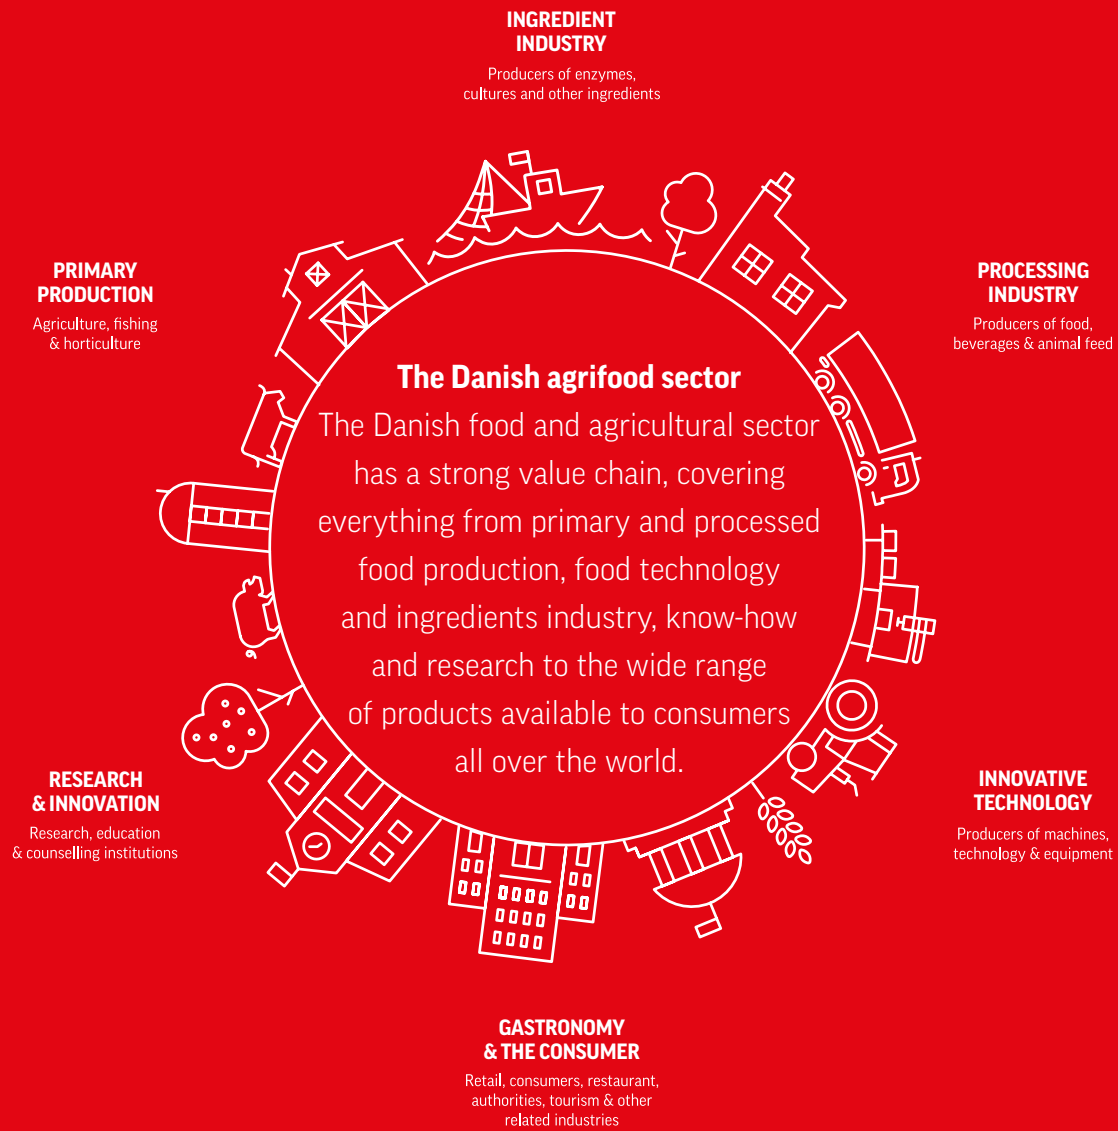 INGREDIENT
INDUSTRY
Producers of enzymes,
cultures and other ingredients
PRIMARY
PRODUCTION
Agriculture, fishing
& horticulture
PROCESSING
INDUSTRY
Producers of food,
beverages & animal feed
The Danish agrifood sector
The Danish food and agricultural sector
has a strong value chain, covering
everything from primary and processed
food production, food technology
and ingredients industry, know-how
and research to the wide range
of products available to consumers
all over the world.
RESEARCH
& INNOVATION
Research, education
& counselling institutions
INNOVATIVE
TECHNOLOGY
Producers of machines,
technology & equipment
GASTRONOMY
& THE CONSUMER
Retail, consumers, restaurant,
authorities, tourism & other
related industries